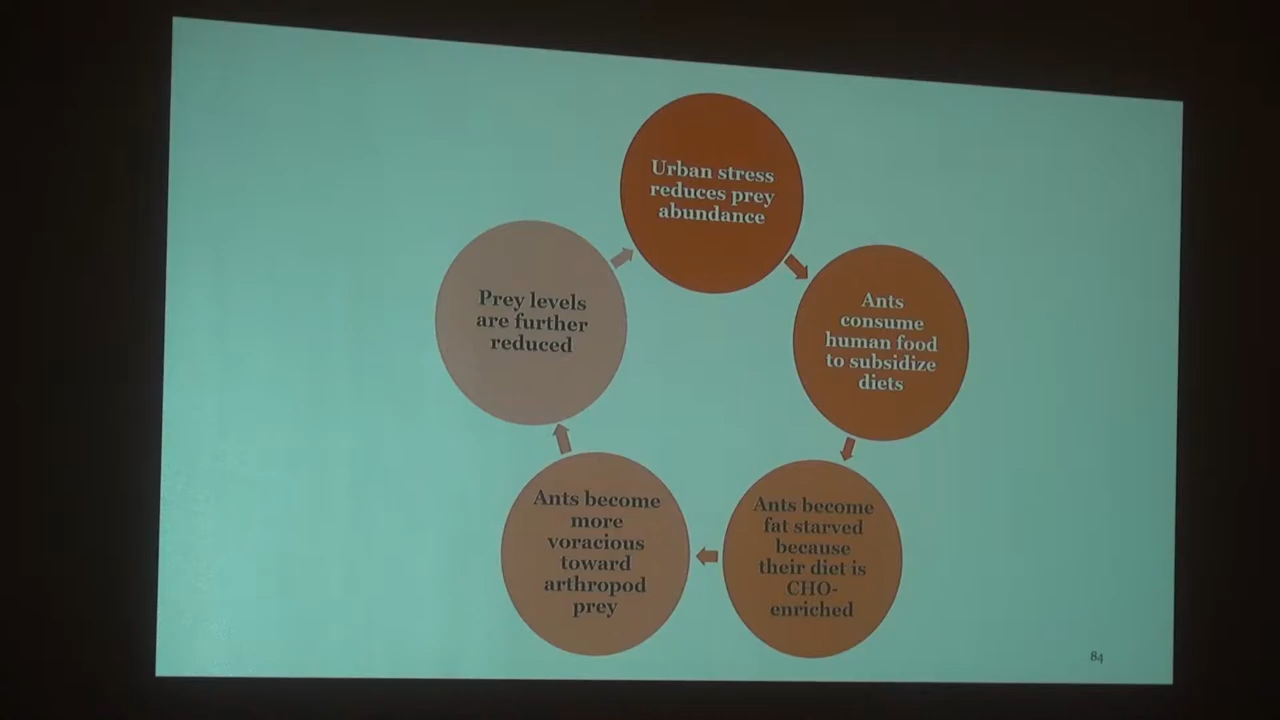 Urban stress
reduces prey
abundance
Ants
consume
human food
to subsidize
diets
Ants become
fat starved
because
their diet is
CHO-
enriched
Ants become
more
voracious
toward
arthropod
prey
Prey levels
are further
reduced
84